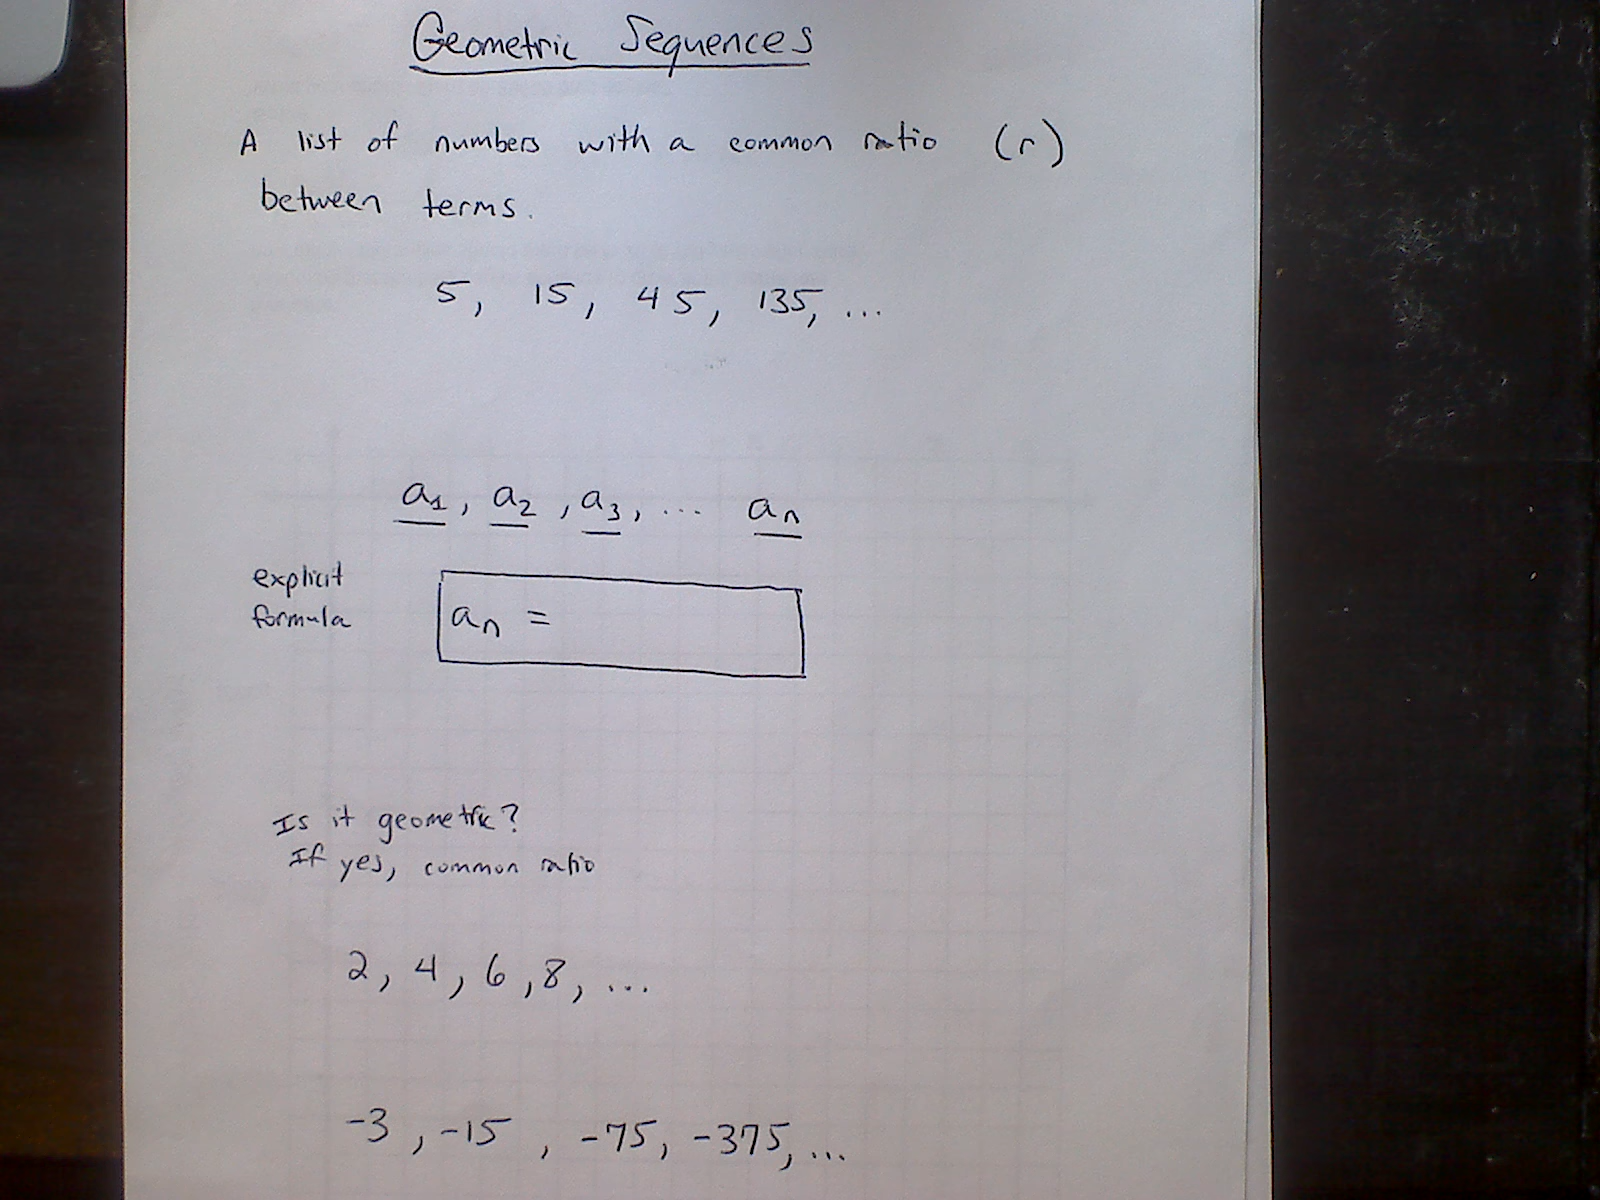 Geometric Sequences
A list of numbers with a common ratio (r)
between terms.
5, 15, 45, 135, ...
a₁, a₂, a₃, ... aₙ
explicit
formula
aₙ =
Is it geometric?
If yes, common ratio
2, 4, 6, 8, ...
-3, -15, -75, -375, ...